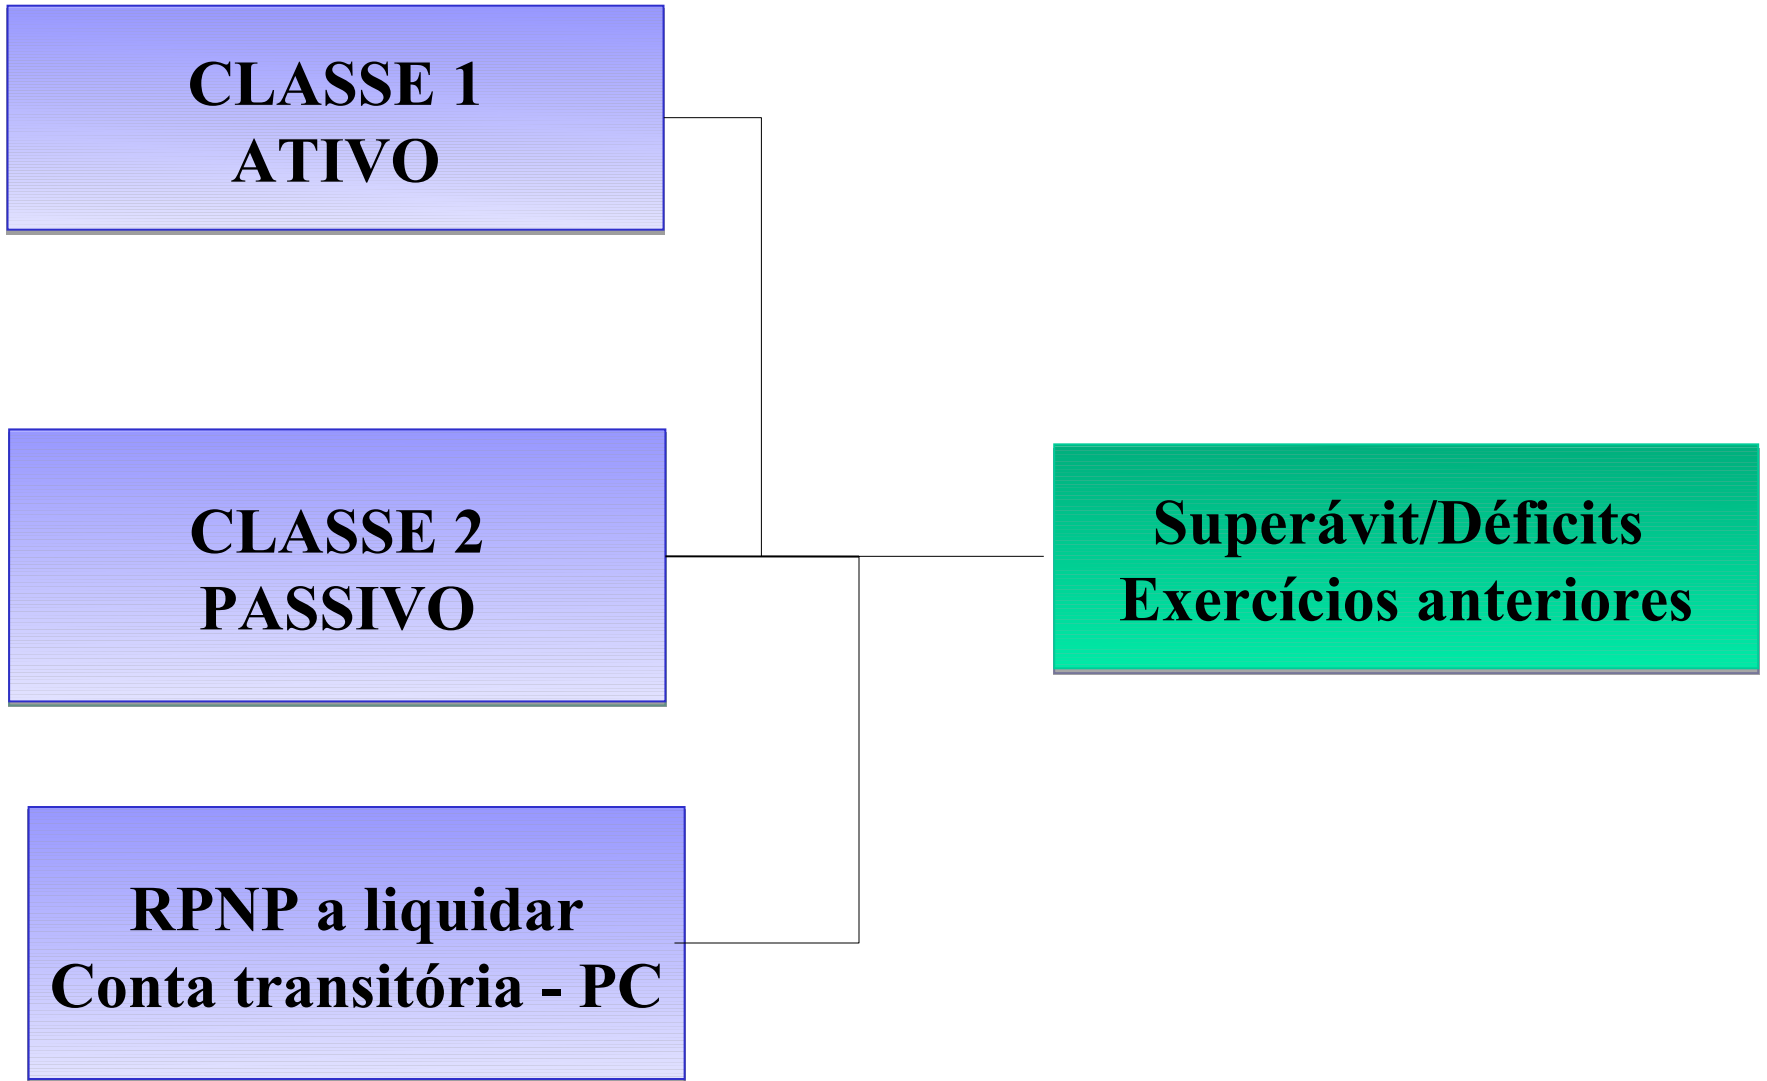 CLASSE 1
ATIVO
CLASSE 2
PASSIVO
Superávit/Déficits
Exercícios anteriores
RPNP a liquidar
Conta transitória - PC